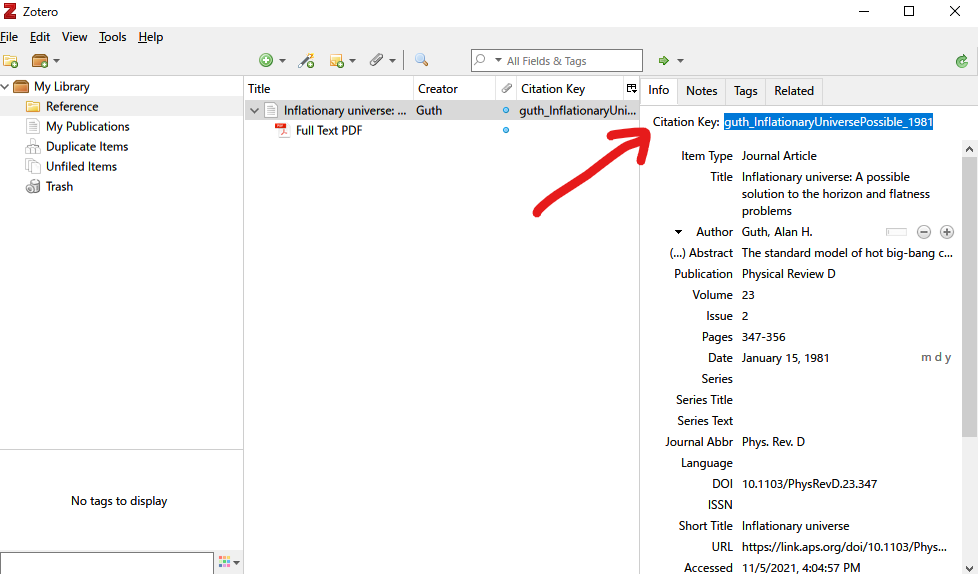 Zotero
File Edit View Tools Help
All Fields & Tags
My Library
Reference
My Publications
Duplicate Items
Unfiled Items
Trash
No tags to display
Title Creator Citation Key
Inflationary universe: ... Guth guth_InflationaryUni...
Full Text PDF
Info Notes Tags Related
Citation Key: guth_InflationaryUniversePossible_1981
Item Type Journal Article
Title Inflationary universe: A possible
solution to the horizon and flatness
problems
Author Guth, Alan H.
(...) Abstract The standard model of hot big-bang c...
Publication Physical Review D
Volume 23
Issue 2
Pages 347-356
Date January 15, 1981 m d y
Series
Series Title
Series Text
Journal Abbr Phys. Rev. D
Language
DOI 10.1103/PhysRevD.23.347
ISSN
Short Title Inflationary universe
URL https://link.aps.org/doi/10.1103/Phys...
Accessed 11/5/2021, 4:04:57 PM